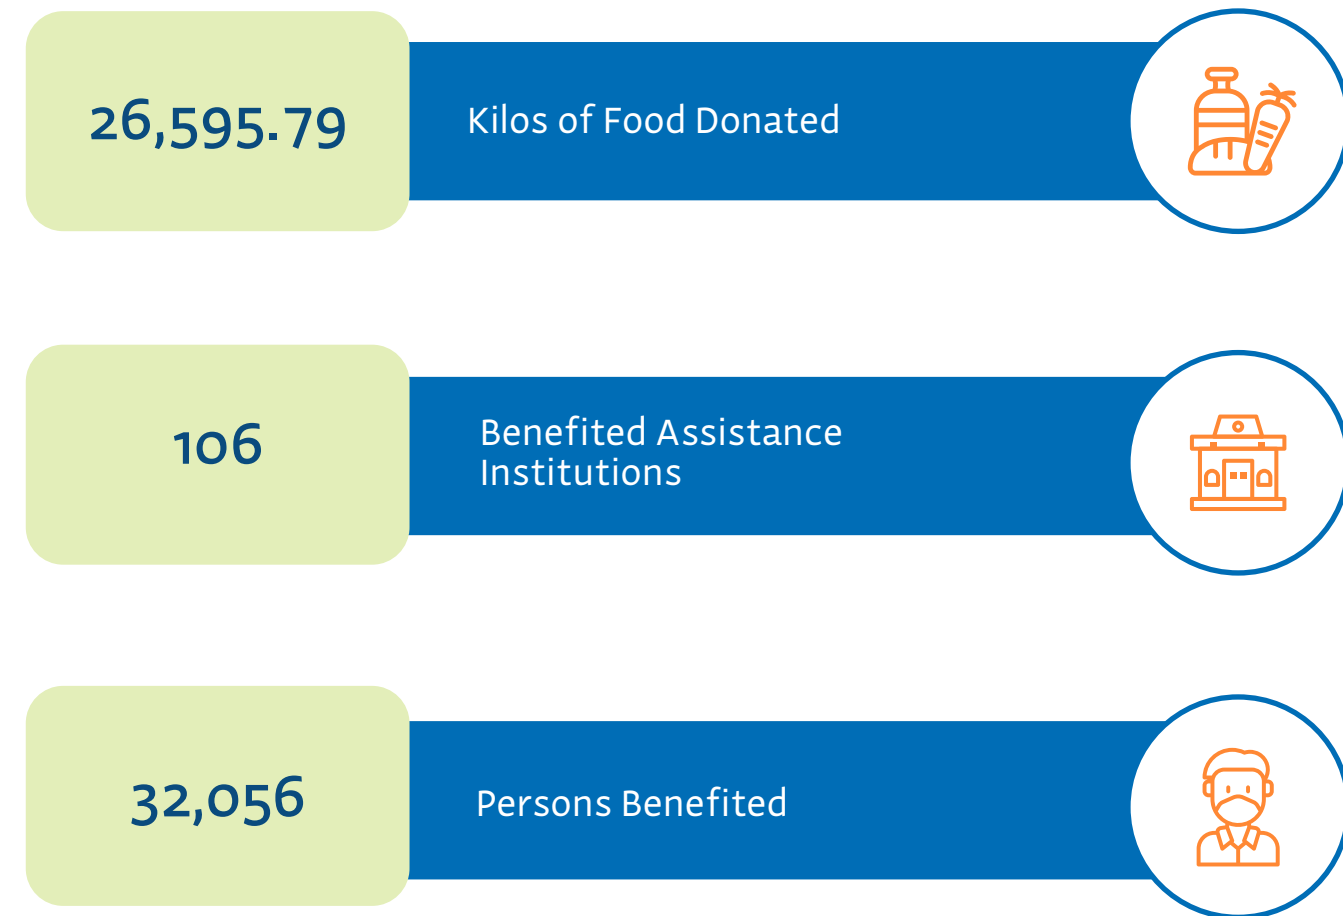 26,595.79
Kilos of Food Donated
106
Benefited Assistance
Institutions
32,056
Persons Benefited